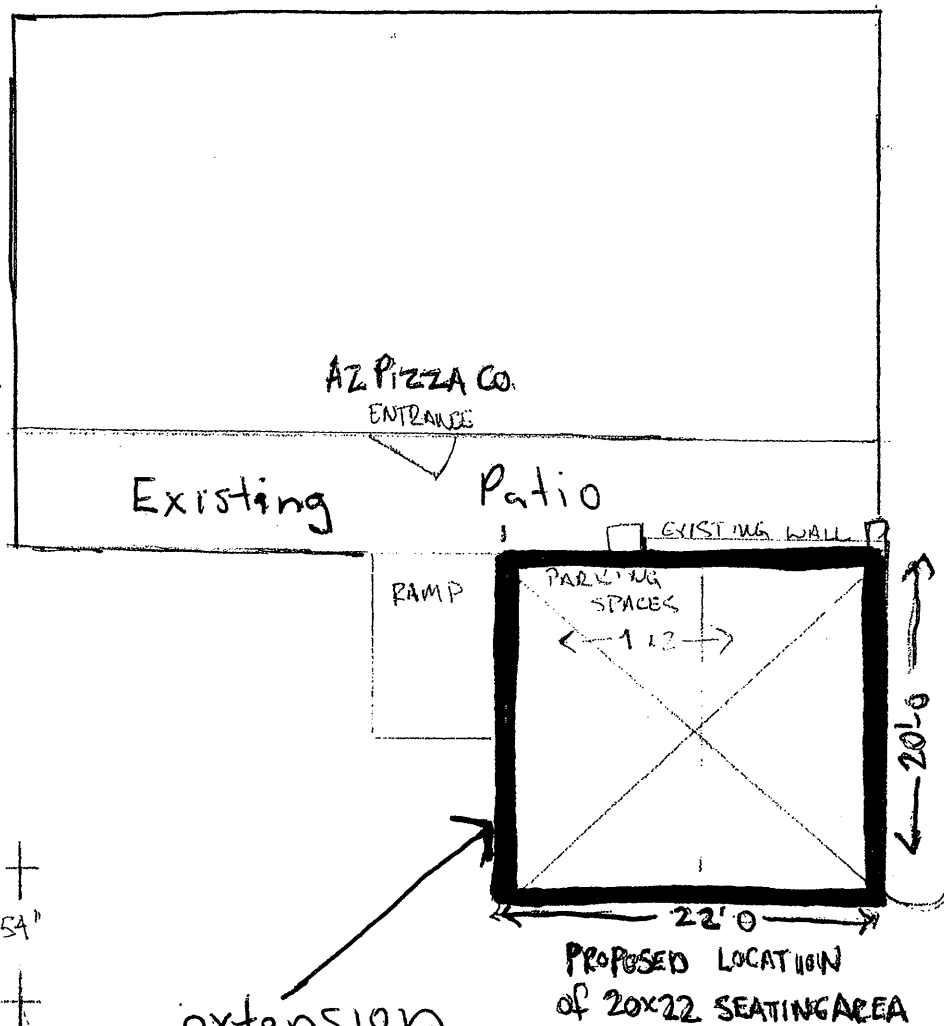 AZ PIZZA CO.
ENTRANCE
Existing Patio
EXISTING WALL
RAMP
PARKING
SPACES
1 & 2
20'-0
22'0
54"
PROPOSED LOCATION
of 20x22 SEATING AREA
extension